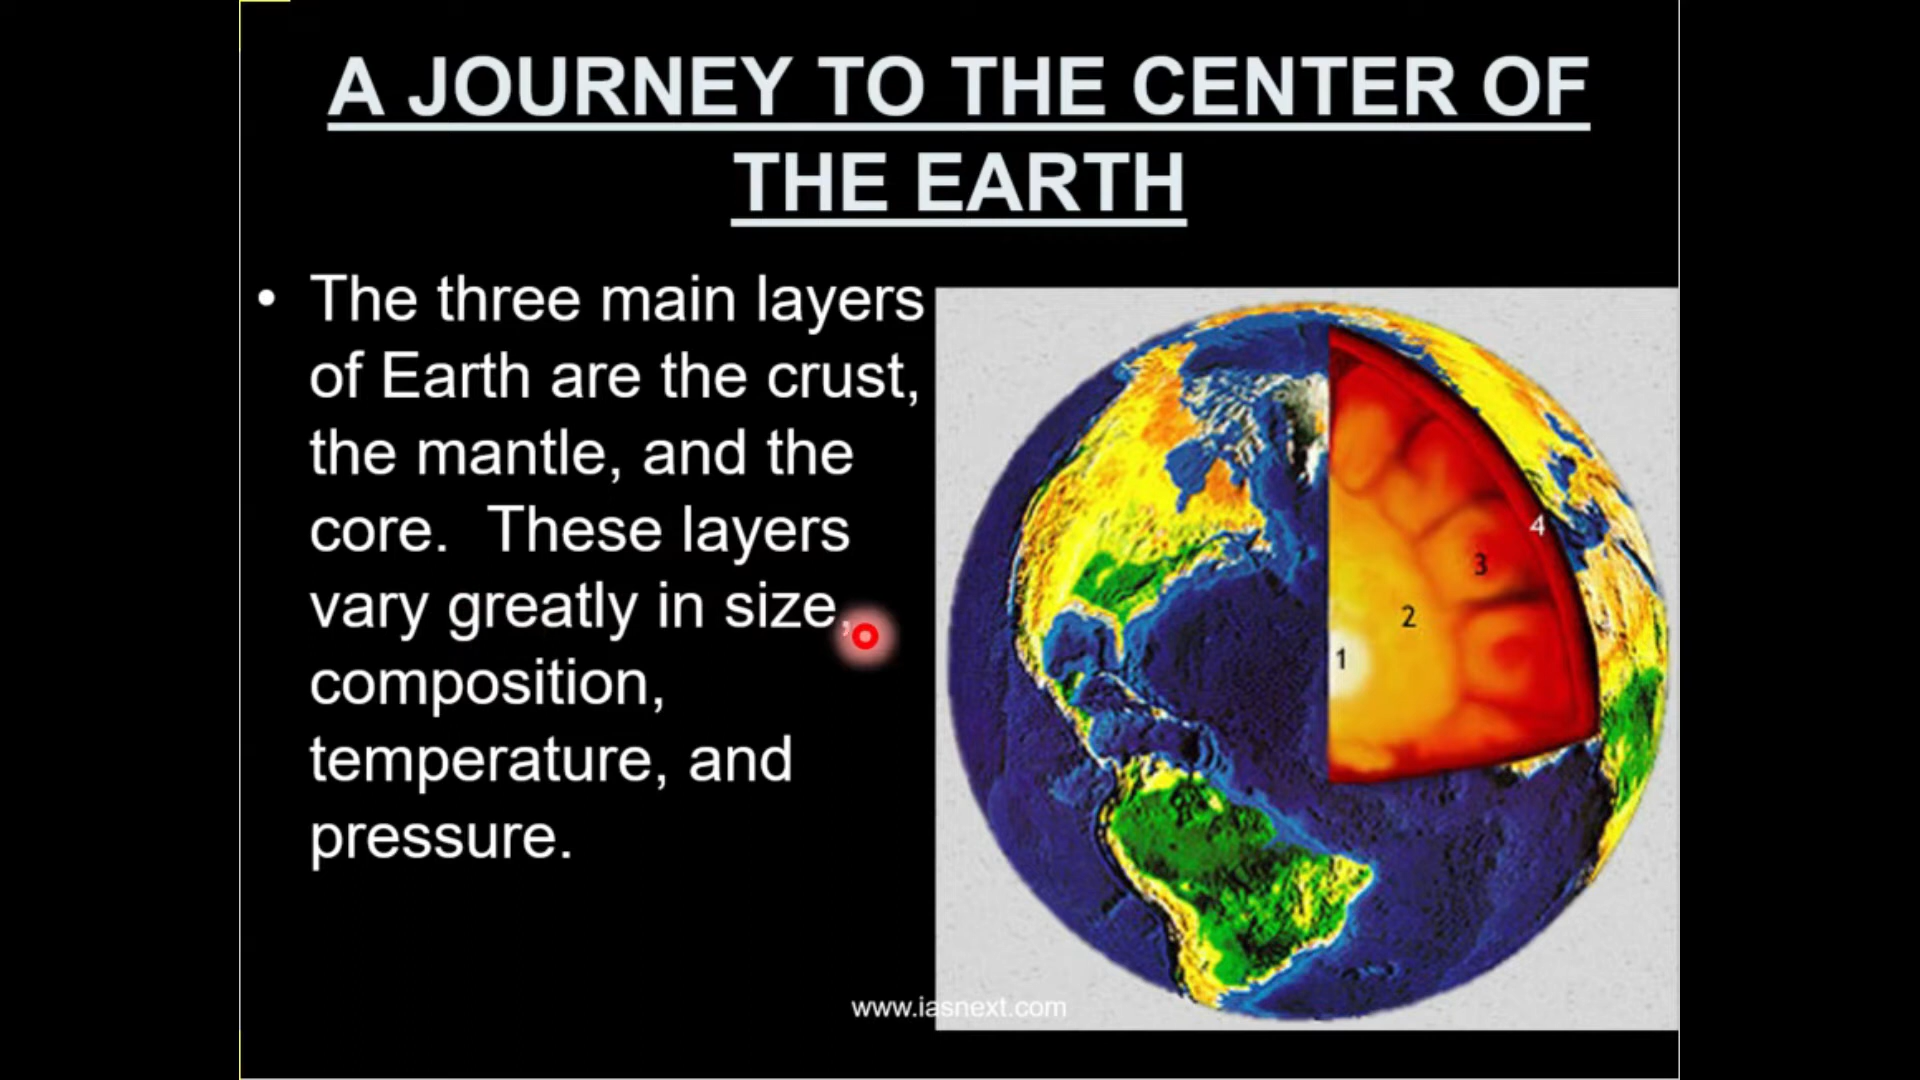 A JOURNEY TO THE CENTER OF
THE EARTH
• The three main layers
of Earth are the crust,
the mantle, and the
core. These layers
vary greatly in size,
composition,
temperature, and
pressure.
4
3
2
1
www.iasnext.com